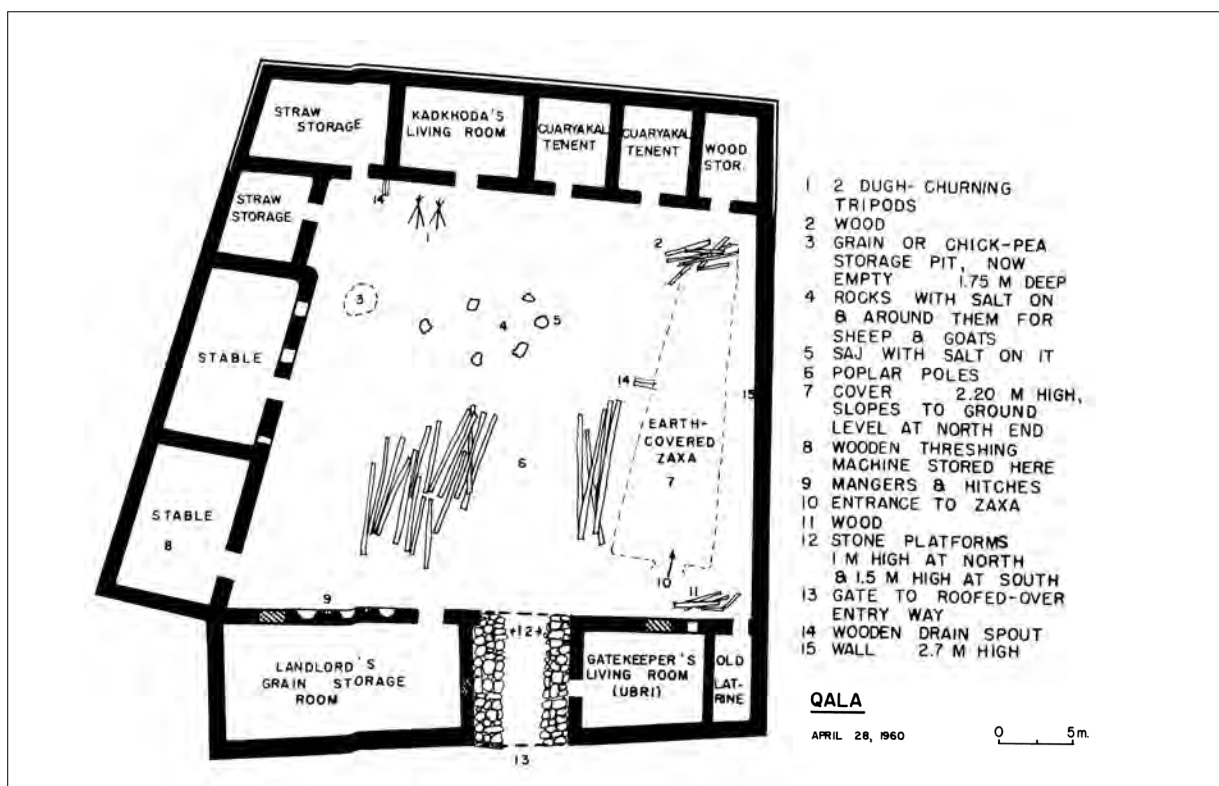 STRAW
STORAGE
KADKHODA'S
LIVING ROOM
CUARYAKAL
TENENT
CUARYAKAL
TENENT
WOOD
STOR.
STRAW
STORAGE
14
1
2
3
4
5
STABLE
14
15
EARTH-
COVERED
ZAXA
6
7
STABLE
8
10
9
11
12
LANDLORD'S
GRAIN STORAGE
ROOM
GATEKEEPER'S
LIVING ROOM
(UBRI)
OLD
LAT-
RINE
13
1 2 DUGH-CHURNING
TRIPODS
2 WOOD
3 GRAIN OR CHICK-PEA
STORAGE PIT, NOW
EMPTY 1.75 M DEEP
4 ROCKS WITH SALT ON
& AROUND THEM FOR
SHEEP & GOATS
5 SAJ WITH SALT ON IT
6 POPLAR POLES
7 COVER 2.20 M HIGH,
SLOPES TO GROUND
LEVEL AT NORTH END
8 WOODEN THRESHING
MACHINE STORED HERE
9 MANGERS & HITCHES
10 ENTRANCE TO ZAXA
11 WOOD
12 STONE PLATFORMS
1 M HIGH AT NORTH
& 1.5 M HIGH AT SOUTH
13 GATE TO ROOFED-OVER
ENTRY WAY
14 WOODEN DRAIN SPOUT
15 WALL 2.7 M HIGH
QALA
APRIL 28, 1960
0 5m.